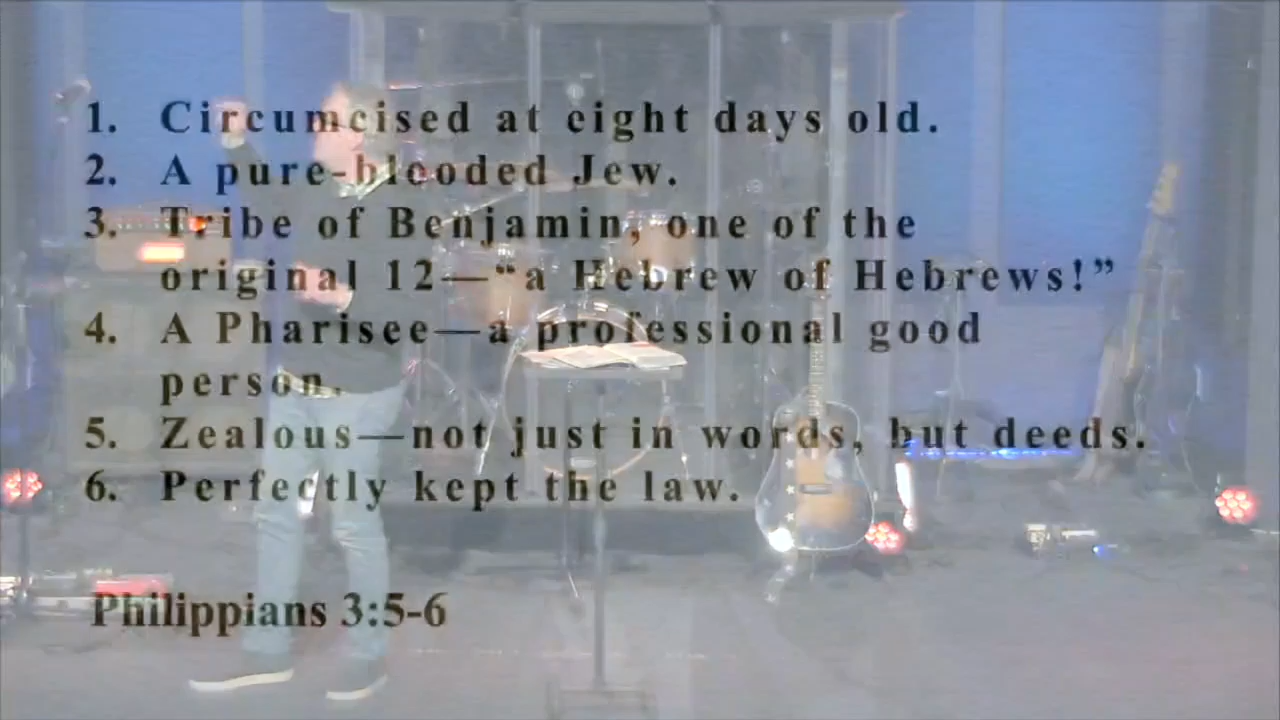 1. Circumcised at eight days old.
2. A pure-blooded Jew.
3. Tribe of Benjamin, one of the
original 12—“a Hebrew of Hebrews!”
4. A Pharisee—a professional good
person.
5. Zealous—not just in words, but deeds.
6. Perfectly kept the law.
Philippians 3:5-6